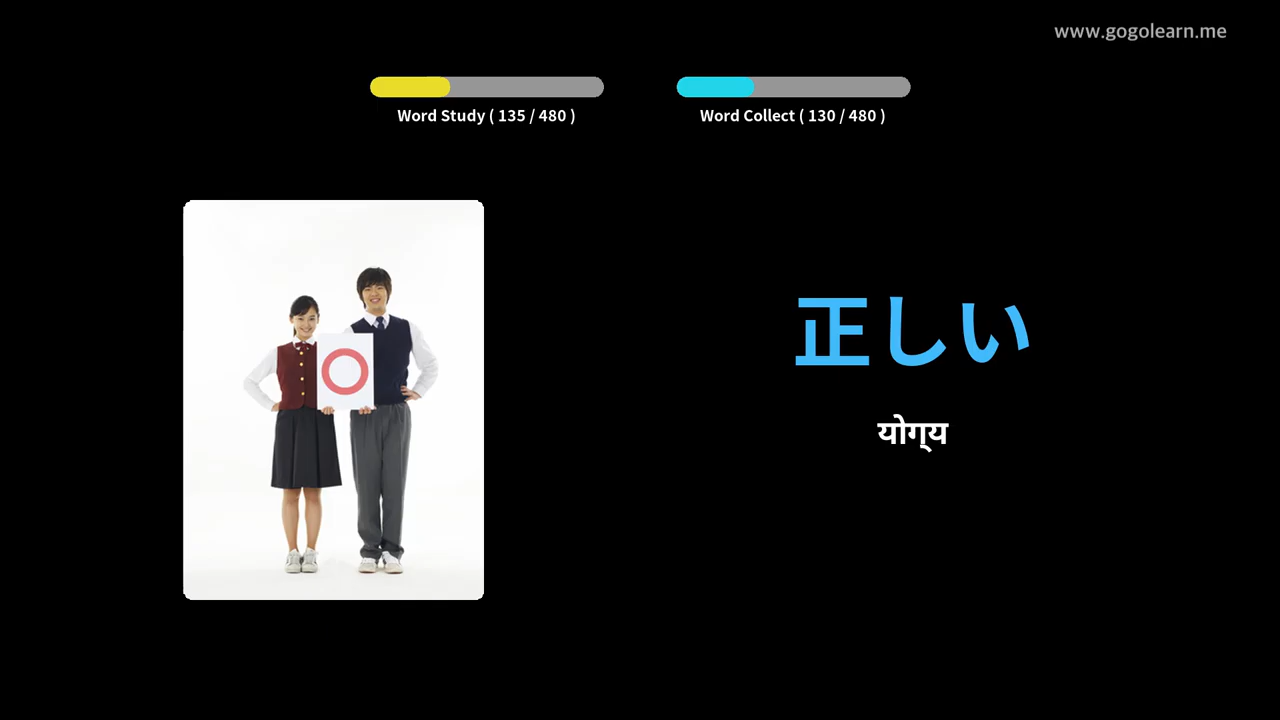 www.gogolearn.me
Word Study ( 135 / 480 )
Word Collect ( 130 / 480 )
正しい
योग्‌य